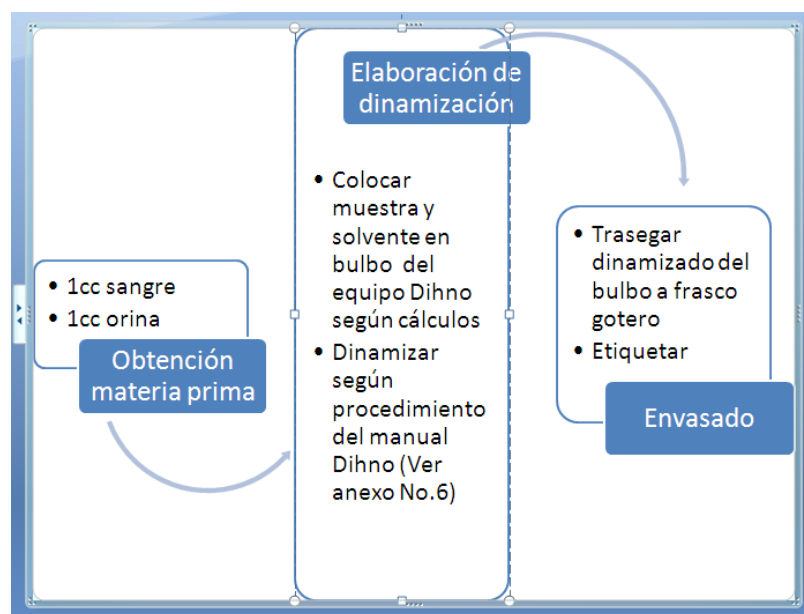 • 1cc sangre
• 1cc orina
Obtención
materia prima
Elaboración de
dinamización
• Colocar
muestra y
solvente en
bulbo del
equipo Dihno
según cálculos
• Dinamizar
según
procedimiento
del manual
Dihno (Ver
anexo No.6)
• Trasegar
dinamizado del
bulbo a frasco
gotero
• Etiquetar
Envasado